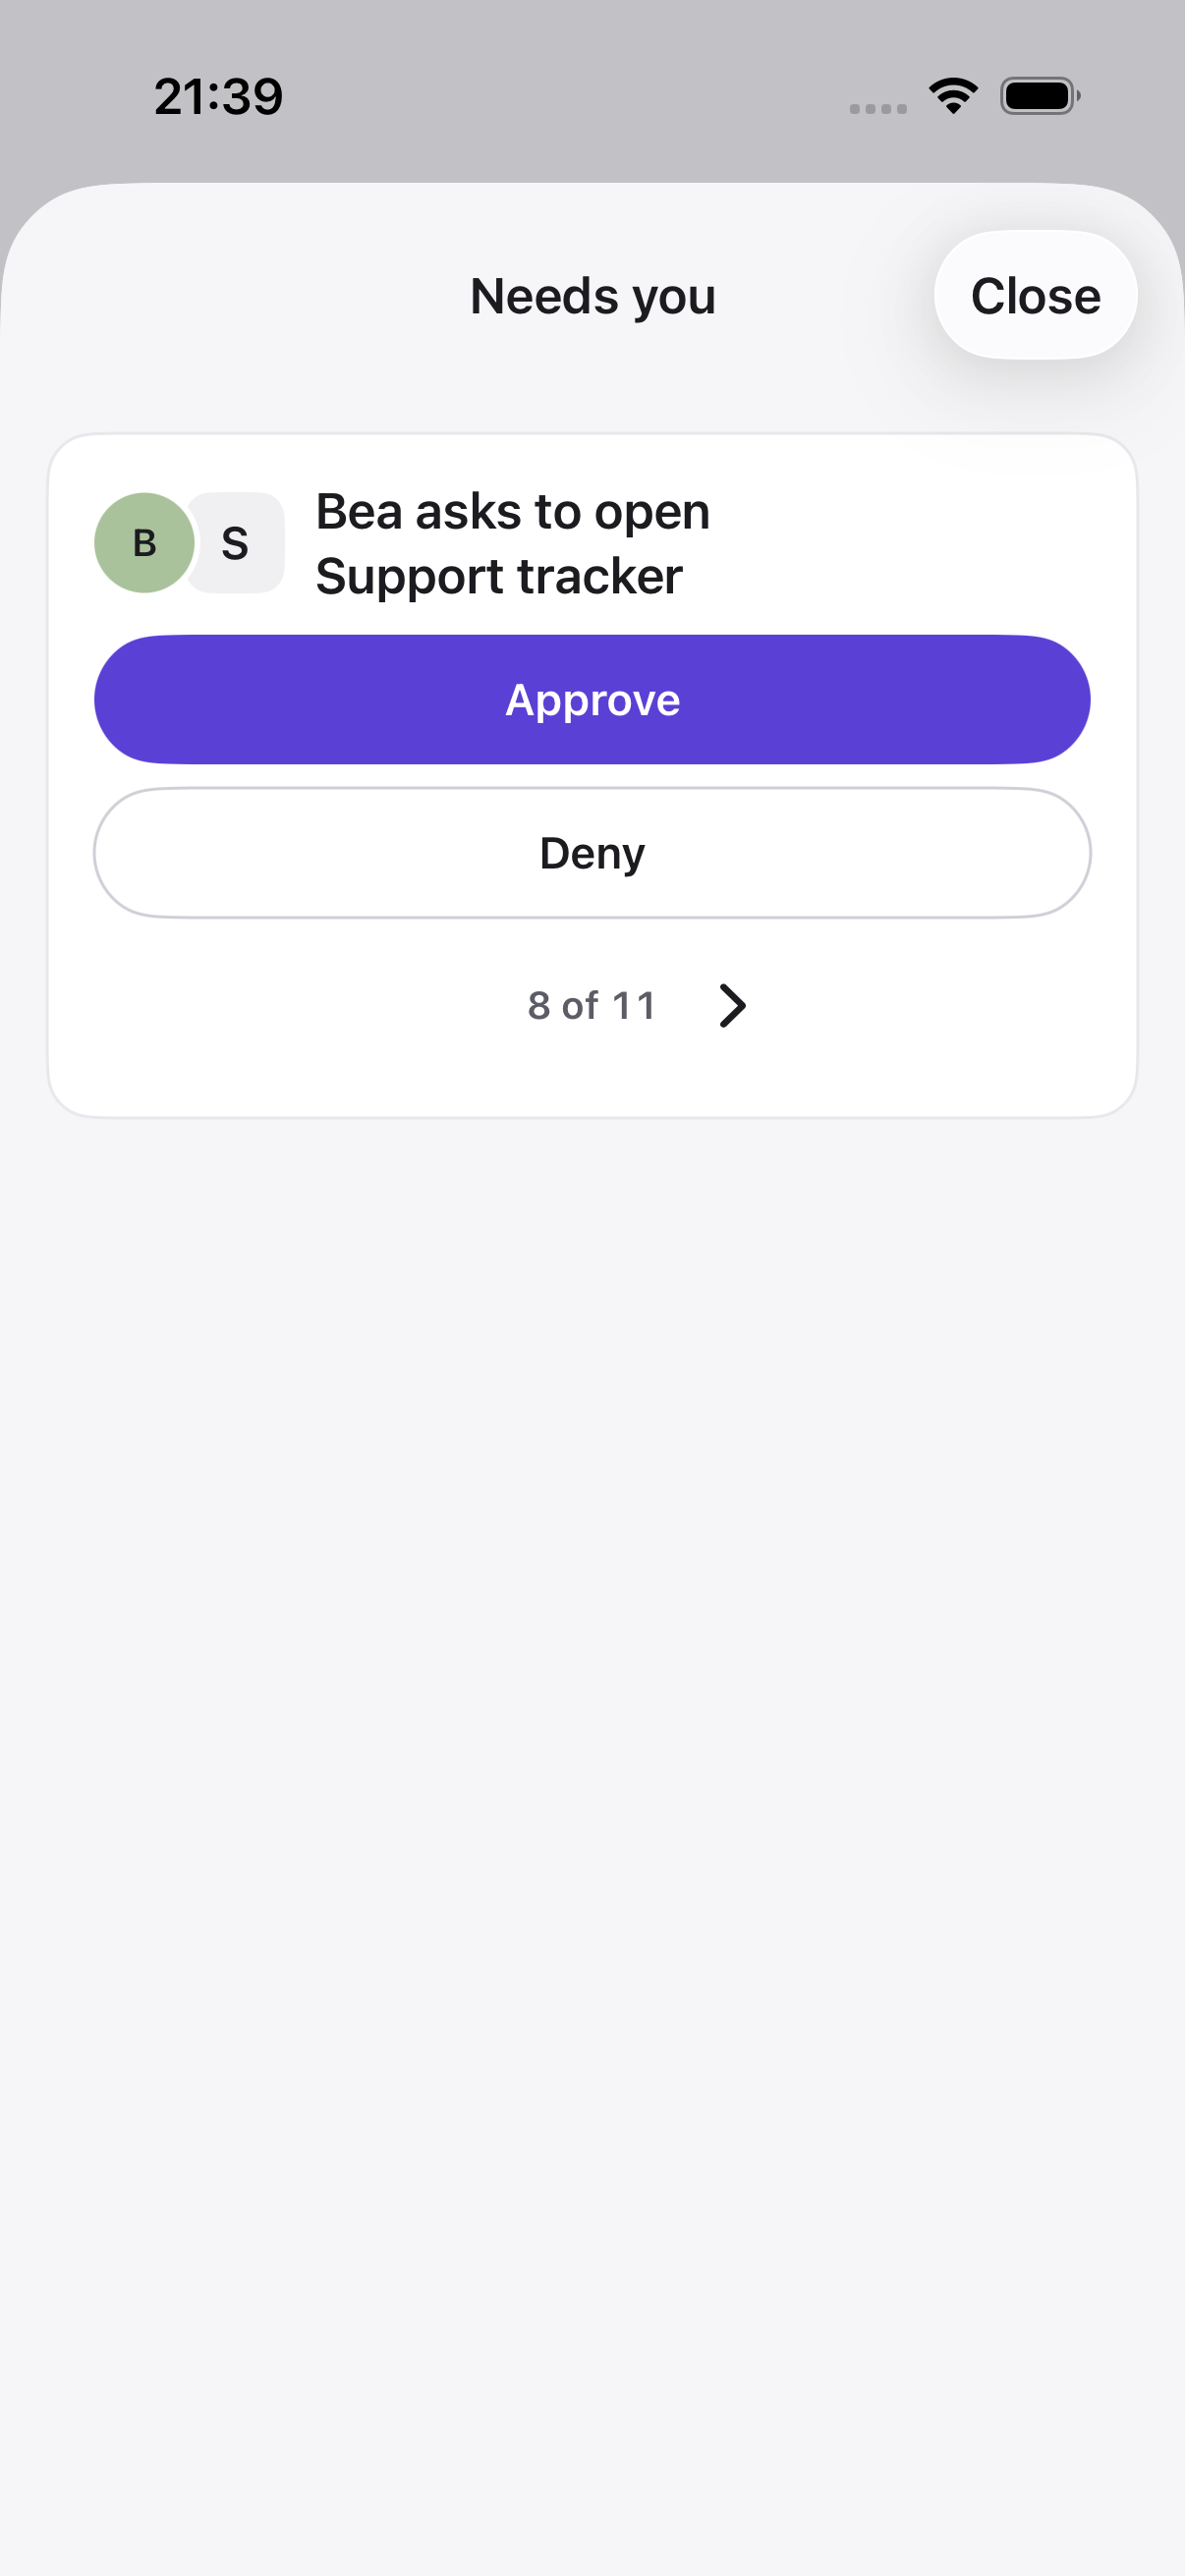 21:39
Needs you
Close
B
S
Bea asks to open
Support tracker
Approve
Deny
8 of 11